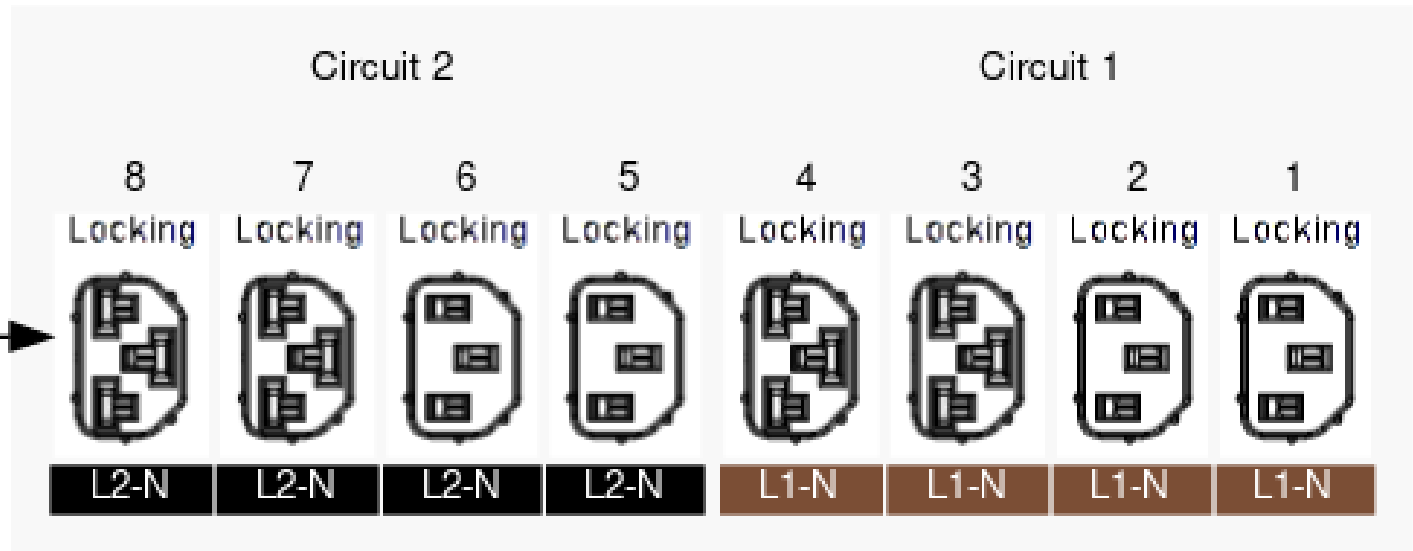 Circuit 2 Circuit 1
8 7 6 5 4 3 2 1
Locking Locking Locking Locking Locking Locking Locking Locking
L2-N L2-N L2-N L2-N L1-N L1-N L1-N L1-N